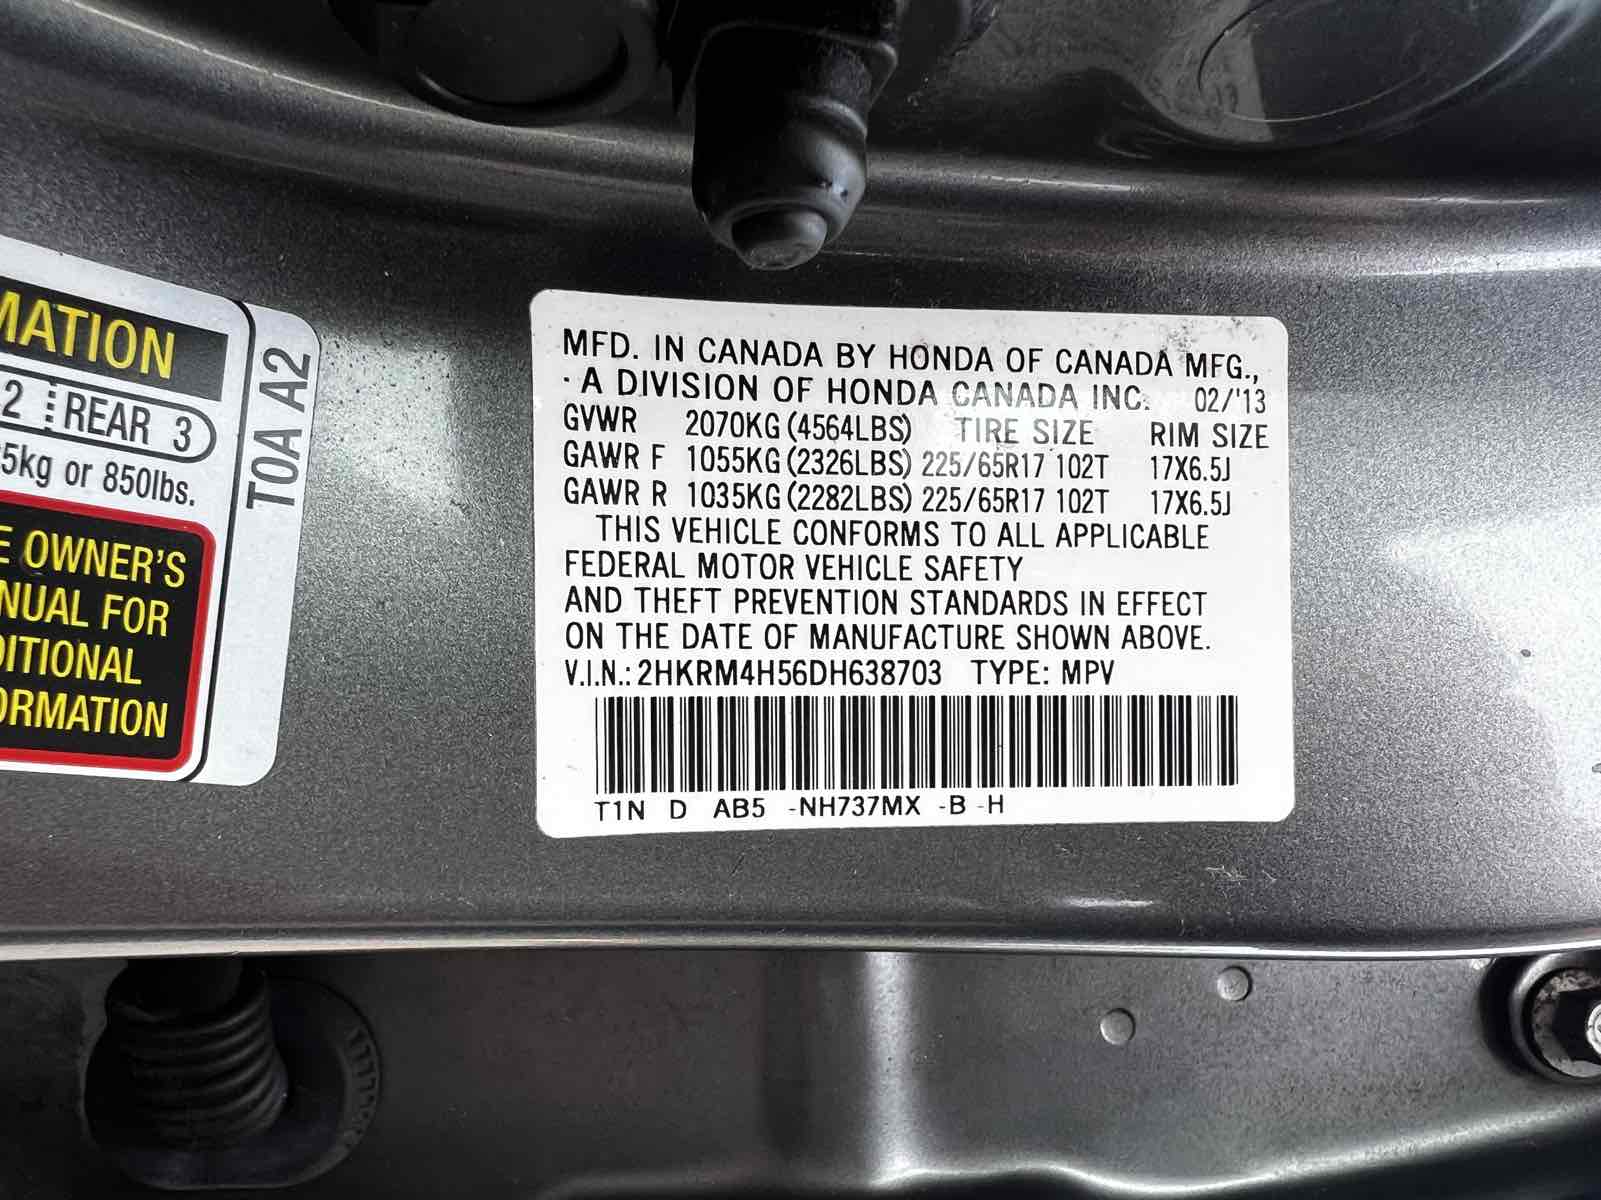 MATION
2 REAR 3
5kg or 850lbs.
E OWNER'S
NUAL FOR
DITIONAL
ORMATION
T0A A2
MFD. IN CANADA BY HONDA OF CANADA MFG.,
A DIVISION OF HONDA CANADA INC. 02/'13
GVWR 2070KG (4564LBS) TIRE SIZE RIM SIZE
GAWR F 1055KG (2326LBS) 225/65R17 102T 17X6.5J
GAWR R 1035KG (2282LBS) 225/65R17 102T 17X6.5J
THIS VEHICLE CONFORMS TO ALL APPLICABLE
FEDERAL MOTOR VEHICLE SAFETY
AND THEFT PREVENTION STANDARDS IN EFFECT
ON THE DATE OF MANUFACTURE SHOWN ABOVE.
V.I.N.: 2HKRM4H56DH638703 TYPE: MPV
T1N D AB5 -NH737MX -B -H